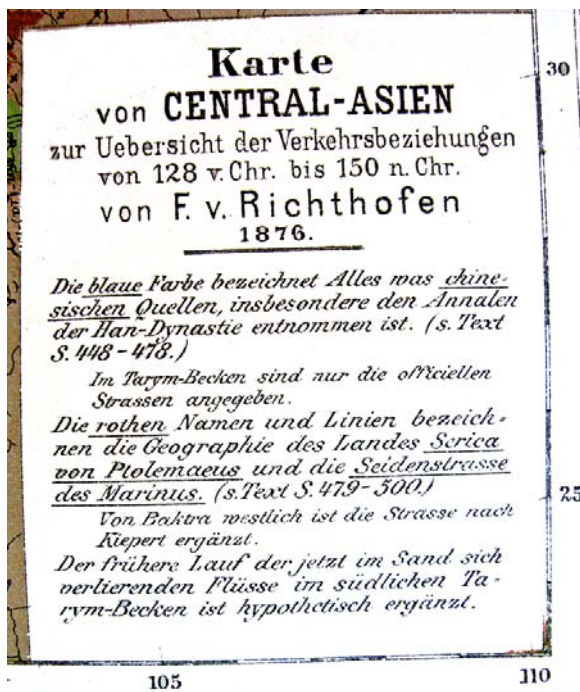 Karte
von CENTRAL-ASIEN
zur Uebersicht der Verkehrsbeziehungen
von 128 v. Chr. bis 150 n. Chr.
von F. v. Richthofen
1876.
Die blaue Farbe bezeichnet Alles was chine-
sischen Quellen, insbesondere den Annalen
der Han-Dynastie entnommen ist. (s. Text
S. 448-478.)
Im Tarym-Becken sind nur die officiellen
Strassen angegeben.
Die rothen Namen und Linien bezeich-
nen die Geographie des Landes Serica
von Ptolemaeus und die Seidenstrasse
des Marinus. (s. Text S. 479-500.)
Von Baktra westlich ist die Strasse nach
Kiepert ergänzt.
Der frühere Lauf der jetzt im Sand sich
verlierenden Flüsse im südlichen Ta-
rym-Becken ist hypothetisch ergänzt.
30
25
105
110